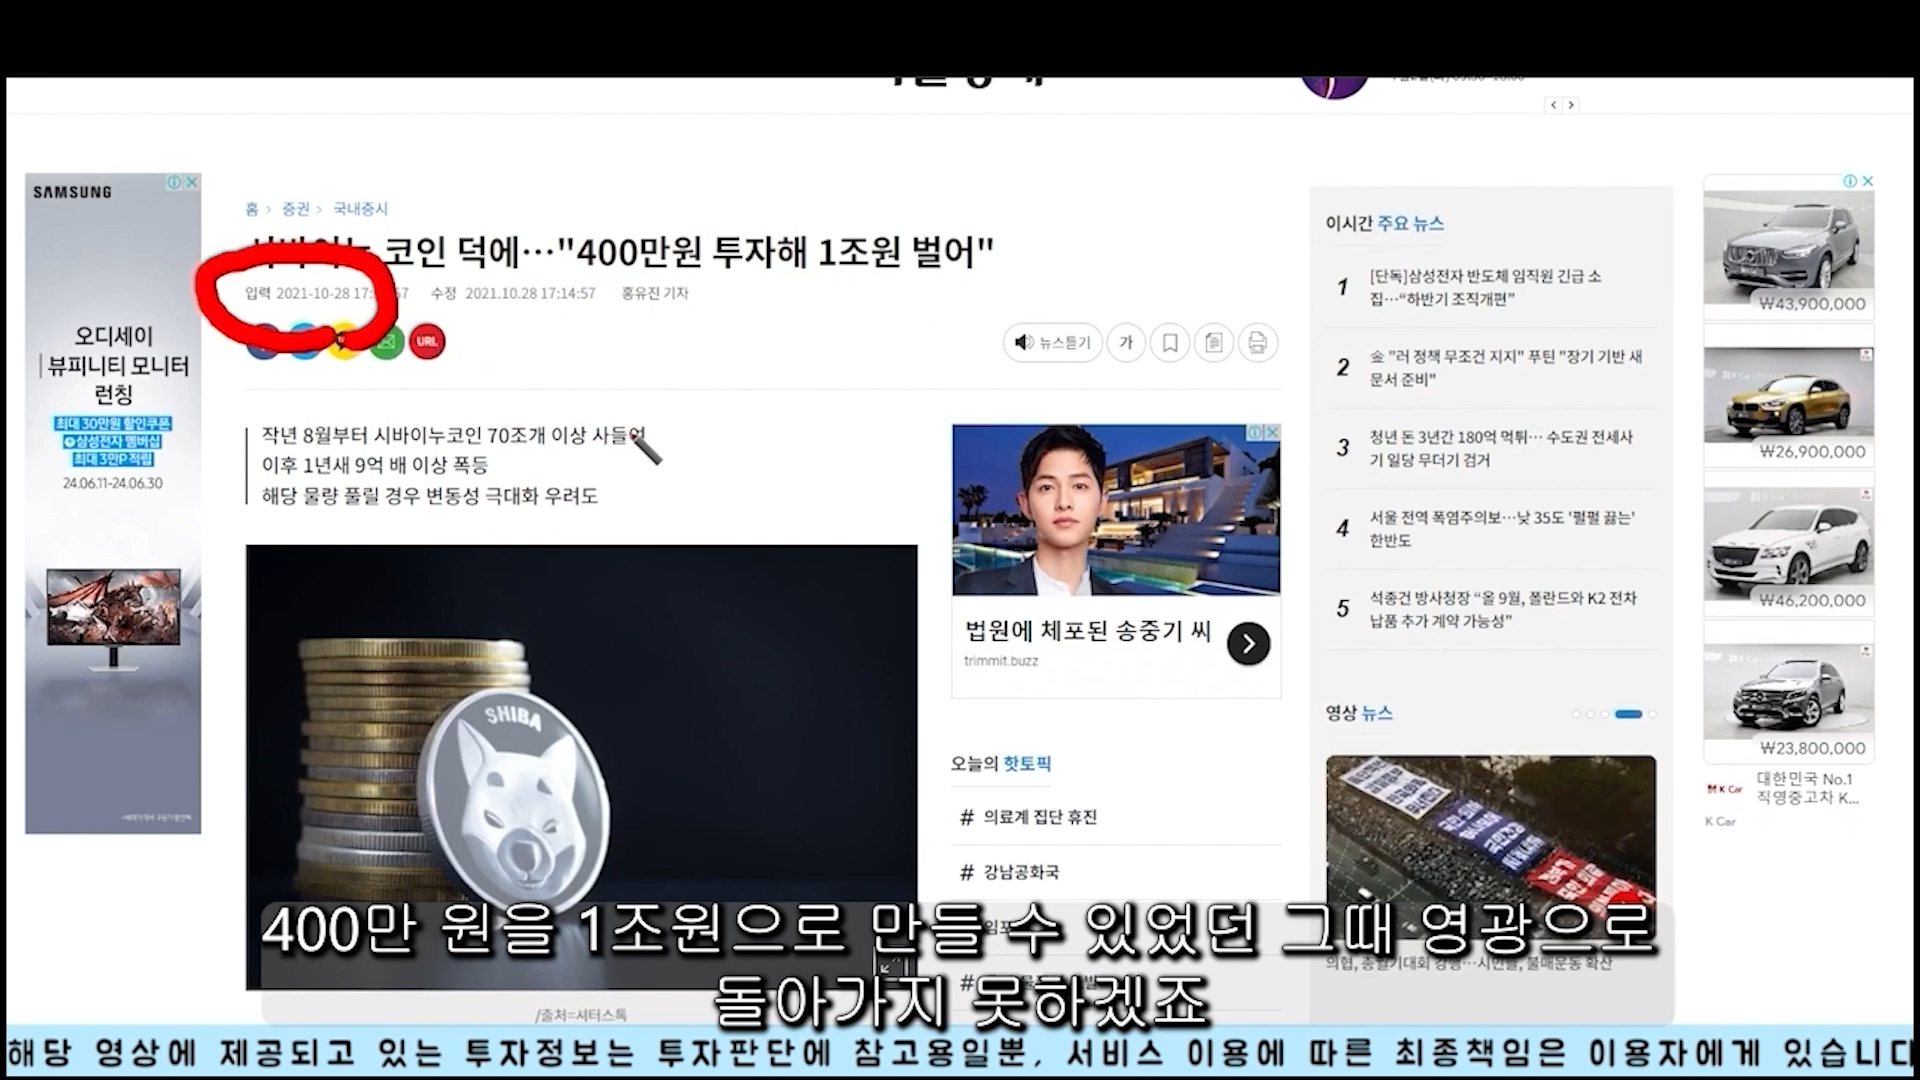 SAMSUNG
오디세이
뷰피니티 모니터
런칭
최대 30만원 할인쿠폰
삼성전자 멤버십
최대 3만P 적립
24.06.11-24.06.30
홈 > 증권 > 국내증시
코인 덕에…"400만원 투자해 1조원 벌어"
입력 2021-10-28 수정 2021.10.28 17:14:57 홍유진 기자
URL
뉴스듣기
가
작년 8월부터 시바이누코인 70조개 이상 사들여
이후 1년새 9억 배 이상 폭등
해당 물량 풀릴 경우 변동성 극대화 우려도
SHIBA
/출처=셔터스톡
법원에 체포된 송중기 씨
trimmit.buzz
오늘의 핫토픽
# 의료계 집단 휴진
# 강남공화국
#
이시간 주요 뉴스
1 [단독]삼성전자 반도체 임직원 긴급 소
집…“하반기 조직개편”
2 金 "러 정책 무조건 지지" 푸틴 "장기 기반 새
문서 준비"
3 청년 돈 3년간 180억 먹튀… 수도권 전세사
기 일당 무더기 검거
4 서울 전역 폭염주의보…낮 35도 '펄펄 끓는'
한반도
5 석종건 방사청장 “올 9월, 폴란드와 K2 전차
납품 추가 계약 가능성”
영상 뉴스
의협, 총궐기대회 강행…시민들, 불매운동 확산
₩43,900,000
₩26,900,000
₩46,200,000
₩23,800,000
K Car
대한민국 No.1
직영중고차 K...
K Car
400만 원을 1조원으로 만들 수 있었던 그때 영광으로
돌아가지 못하겠죠
해당 영상에 제공되고 있는 투자정보는 투자판단에 참고용일뿐, 서비스 이용에 따른 최종책임은 이용자에게 있습니다